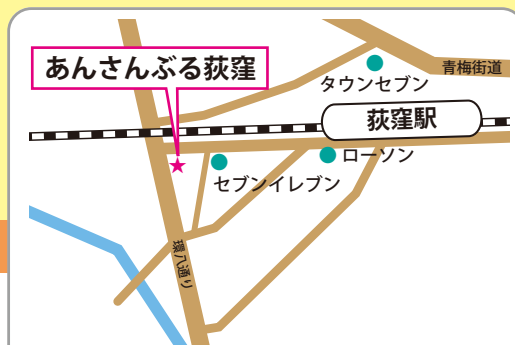 あんさんぶる荻窪
青梅街道
タウンセブン
荻窪駅
ローソン
セブンイレブン
環八通り